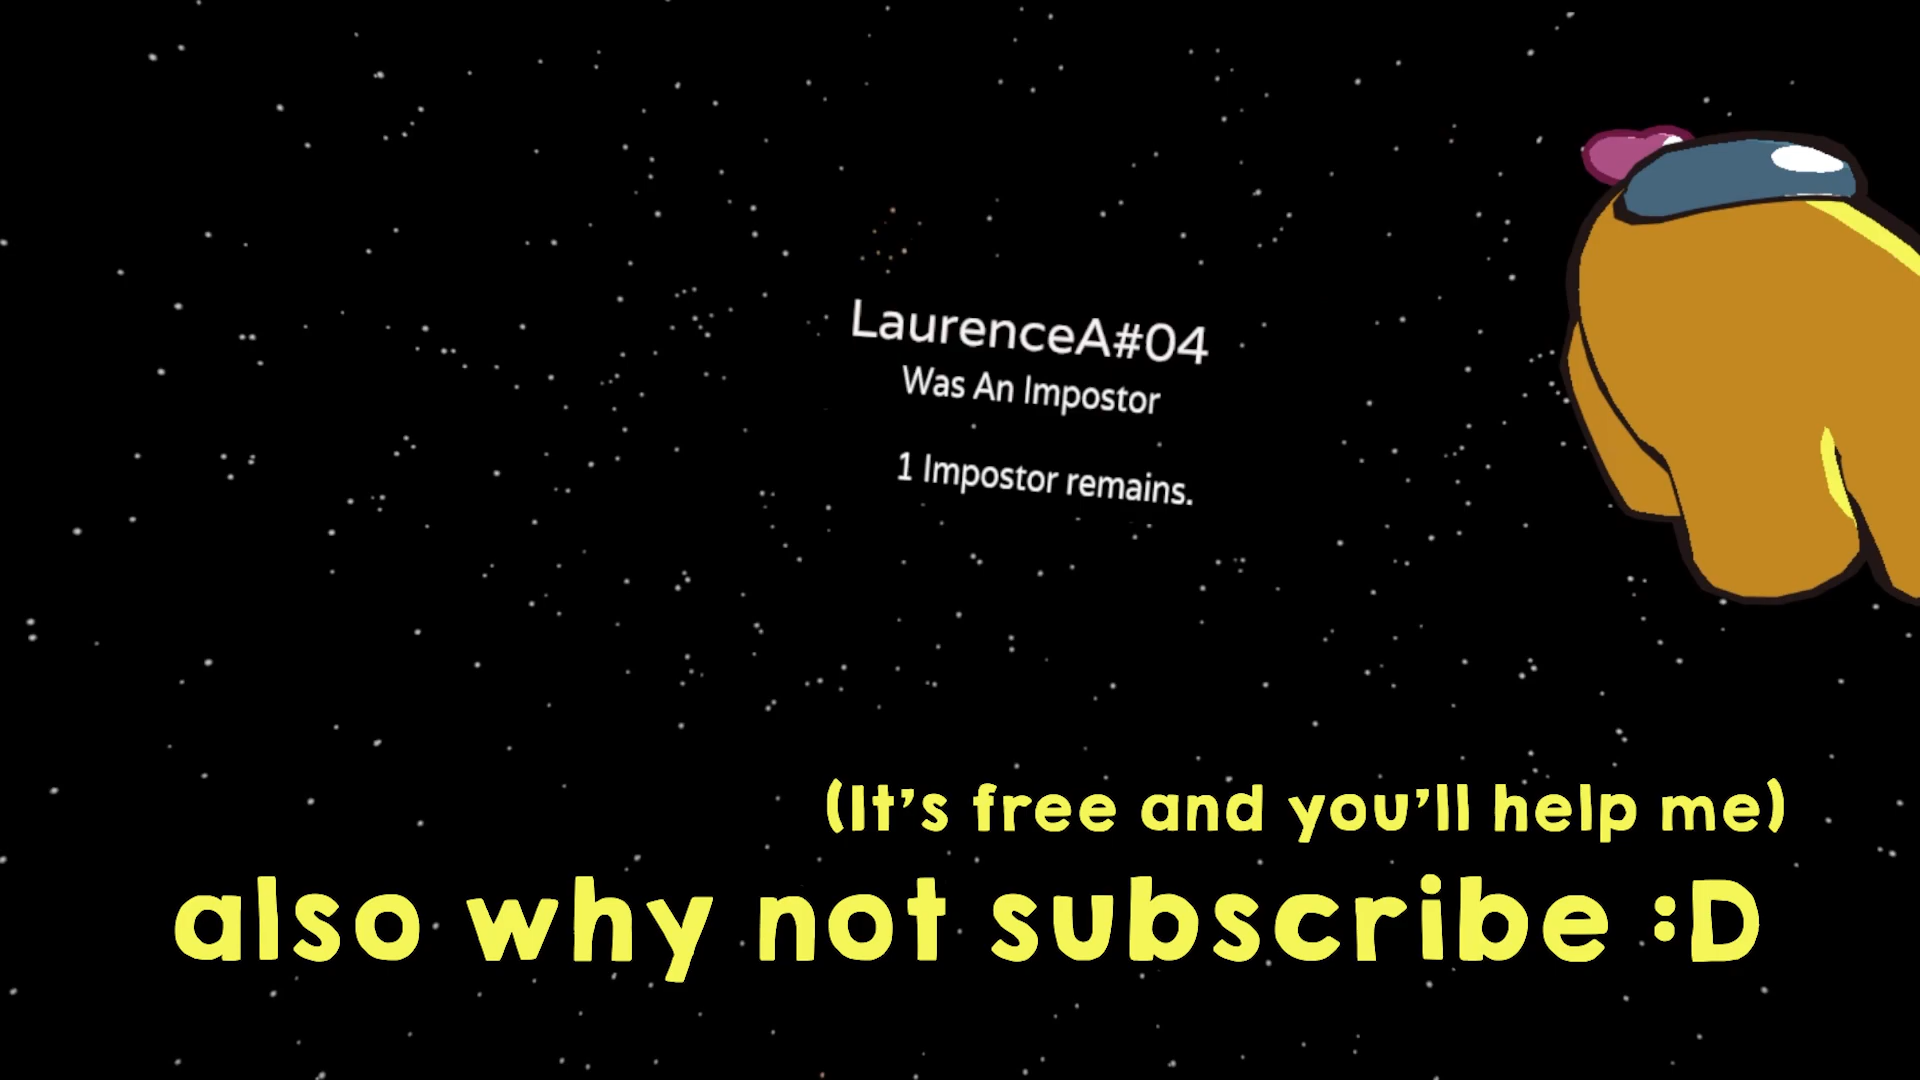 LaurenceA#04
Was An Impostor
1 Impostor remains.
(It's free and you'll help me)
also why not subscribe :D